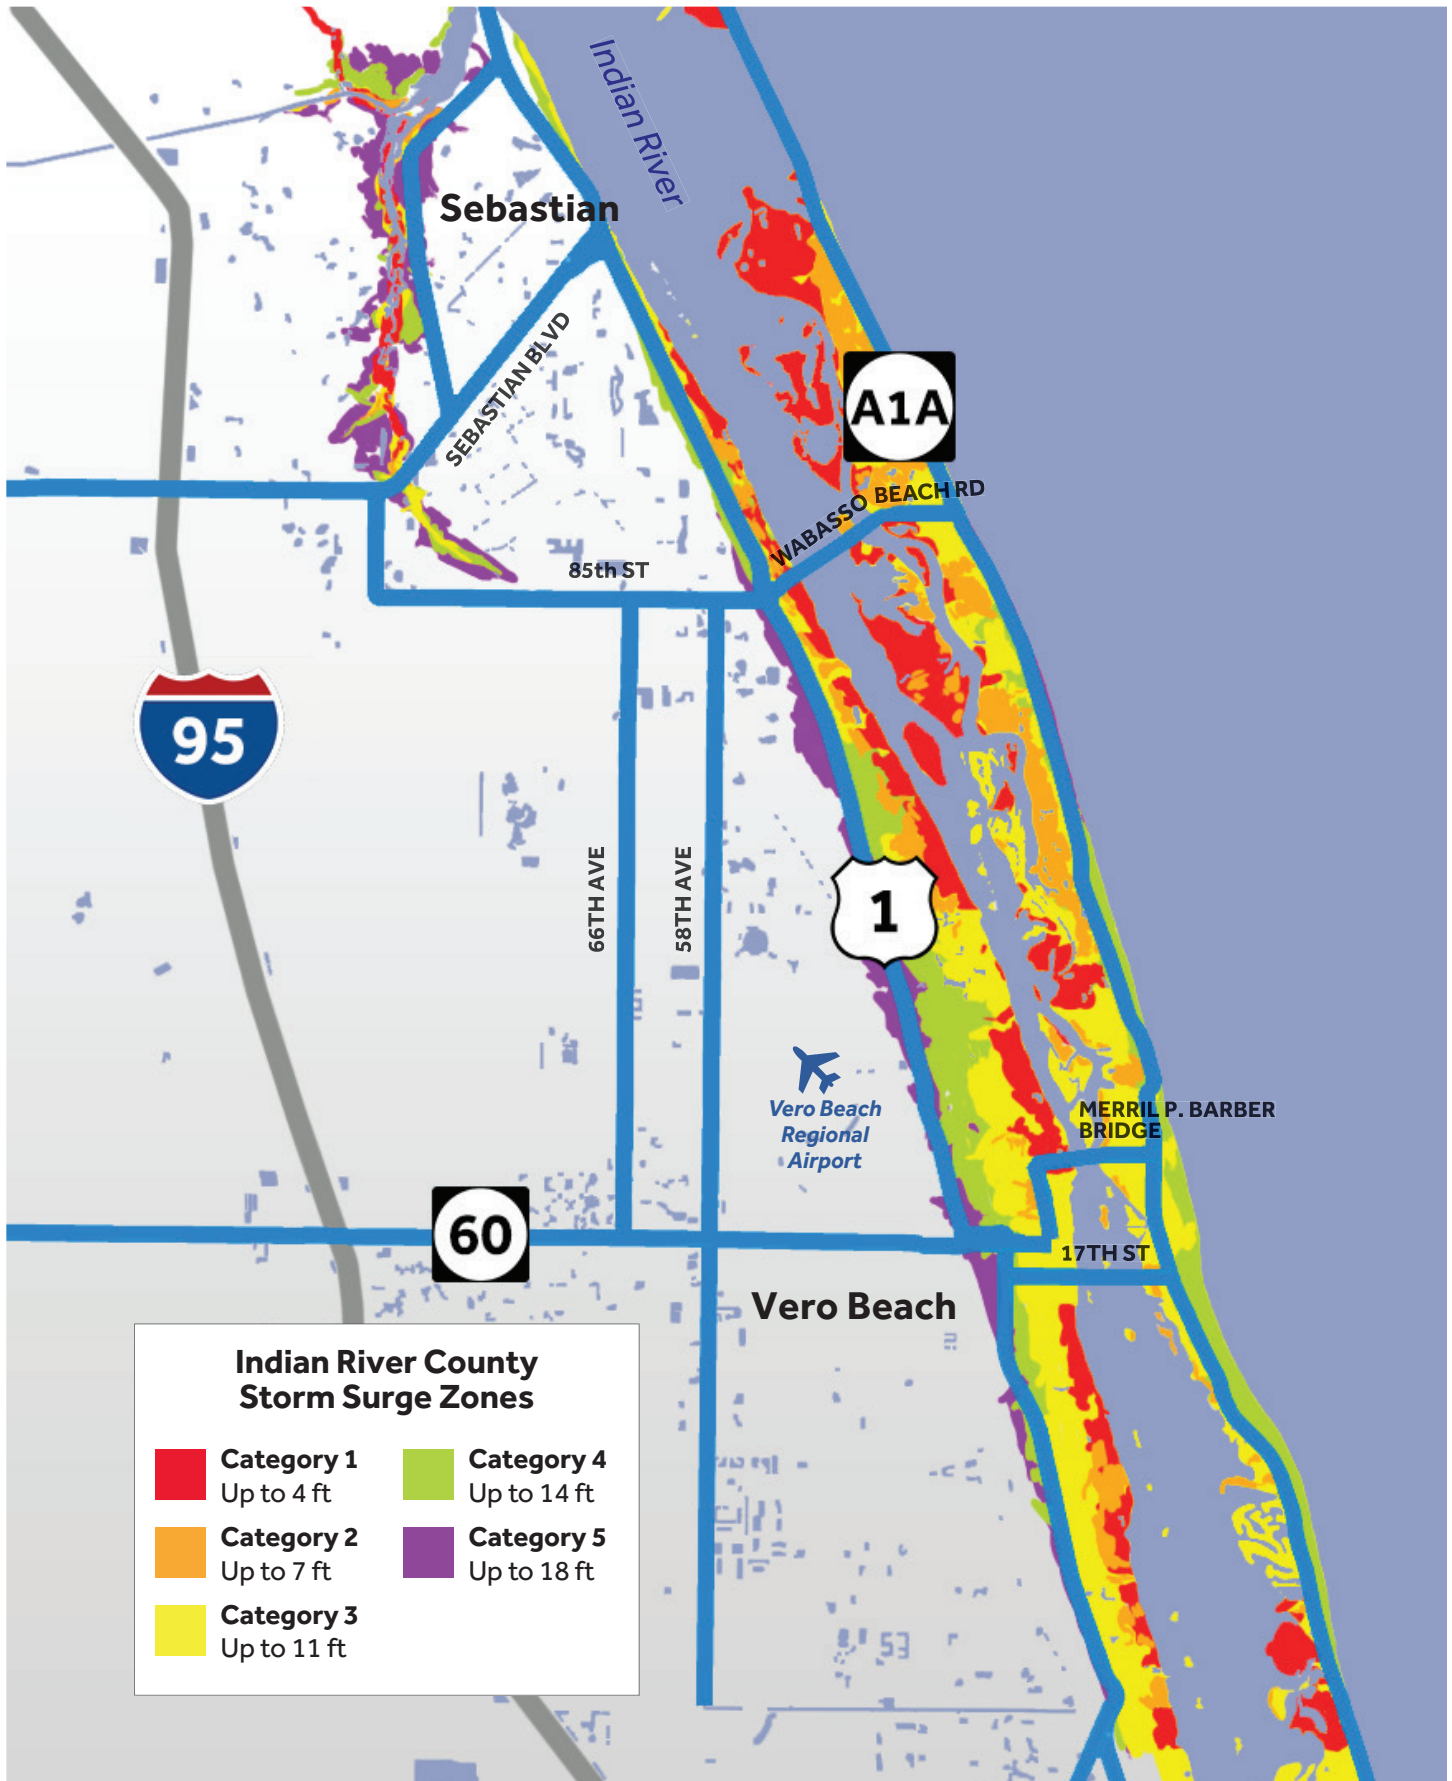 Indian River
Sebastian
SEBASTIAN BLVD
A1A
WABASSO BEACH RD
85th ST
95
66TH AVE
58TH AVE
1
Vero Beach
Regional
Airport
MERRIL P. BARBER
BRIDGE
60
17TH ST
Vero Beach
Indian River County
Storm Surge Zones
Category 1
Up to 4 ft
Category 2
Up to 7 ft
Category 3
Up to 11 ft
Category 4
Up to 14 ft
Category 5
Up to 18 ft